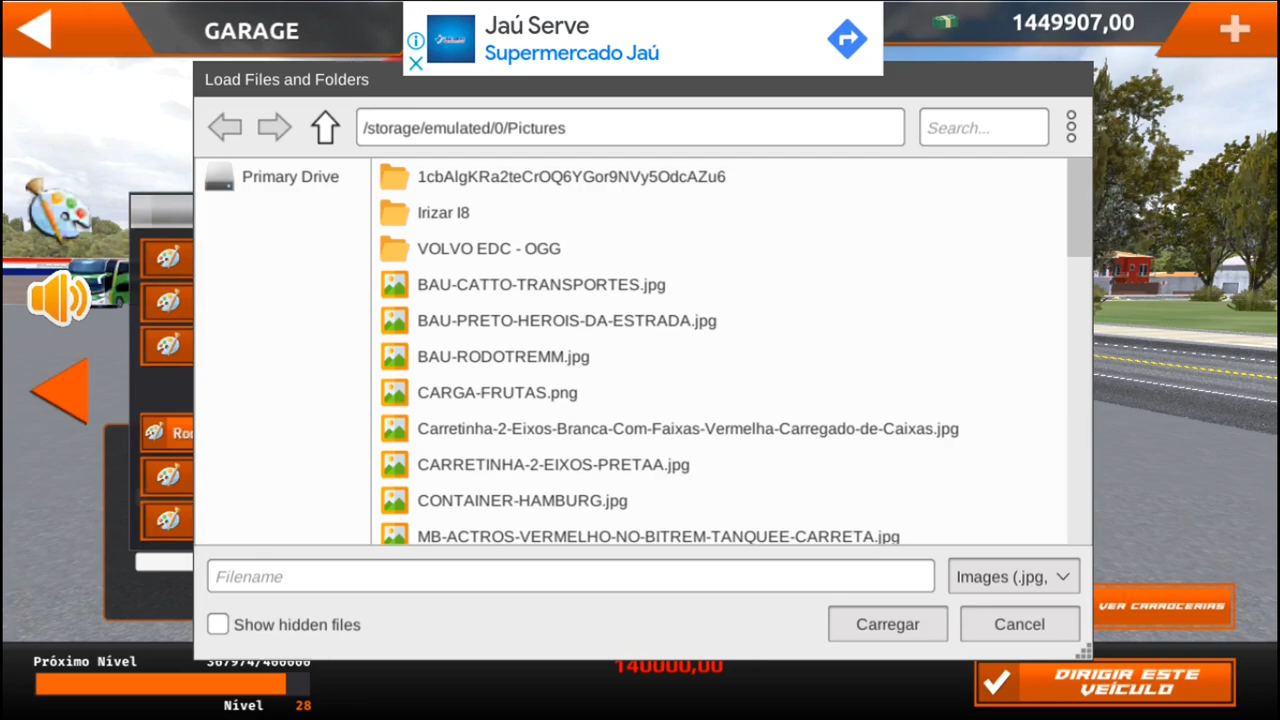 GARAGE
Jaú Serve
Supermercado Jaú
1449907,00
Load Files and Folders
/storage/emulated/0/Pictures
Search...
Primary Drive
1cbAlgKRa2teCrOQ6YGor9NVy5OdcAZu6
Irizar I8
VOLVO EDC - OGG
BAU-CATTO-TRANSPORTES.jpg
BAU-PRETO-HEROIS-DA-ESTRADA.jpg
BAU-RODOTREMM.jpg
CARGA-FRUTAS.png
Carretinha-2-Eixos-Branca-Com-Faixas-Vermelha-Carregado-de-Caixas.jpg
CARRETINHA-2-EIXOS-PRETAA.jpg
CONTAINER-HAMBURG.jpg
MB-ACTROS-VERMELHO-NO-BITREM-TANQUEE-CARRETA.jpg
Filename
Images (.jpg,
Show hidden files
Carregar
Cancel
VER CARROCERIAS
Próximo Nível
367974/400000
Nível 28
140000,00
DIRIGIR ESTE
VEÍCULO